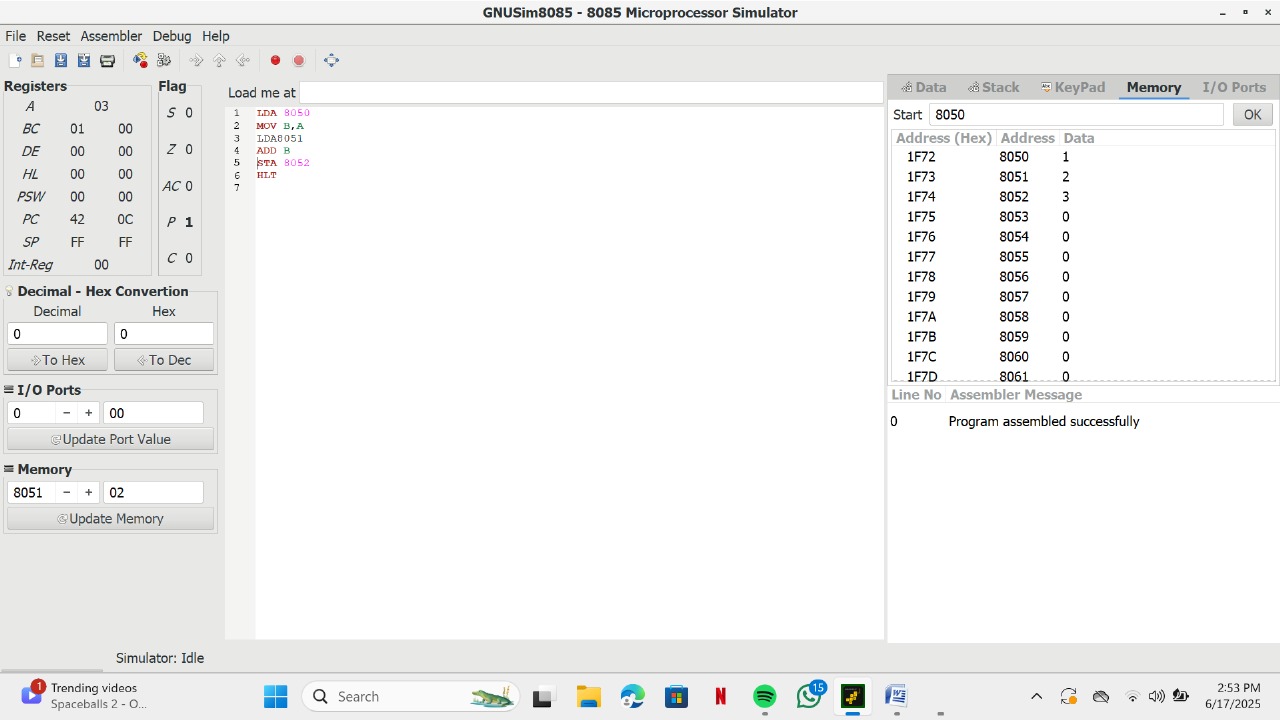 GNUSim8085 - 8085 Microprocessor Simulator
File Reset Assembler Debug Help
Registers
A 03
BC 01 00
DE 00 00
HL 00 00
PSW 00 00
PC 42 0C
SP FF FF
Int-Reg 00
Flag
S 0
Z 0
AC 0
P 1
C 0
Decimal - Hex Convertion
Decimal Hex
0 0
To Hex To Dec
I/O Ports
0 - + 00
Update Port Value
Memory
8051 - + 02
Update Memory
Load me at
1 LDA 8050
2 MOV B,A
3 LDA8051
4 ADD B
5 STA 8052
6 HLT
7
Data Stack KeyPad Memory I/O Ports
Start 8050 OK
Address (Hex) Address Data
1F72 8050 1
1F73 8051 2
1F74 8052 3
1F75 8053 0
1F76 8054 0
1F77 8055 0
1F78 8056 0
1F79 8057 0
1F7A 8058 0
1F7B 8059 0
1F7C 8060 0
1F7D 8061 0
Line No Assembler Message
0 Program assembled successfully
Simulator: Idle
1 Trending videos
Spaceballs 2 - O...
Search
N
15
W
2:53 PM
6/17/2025